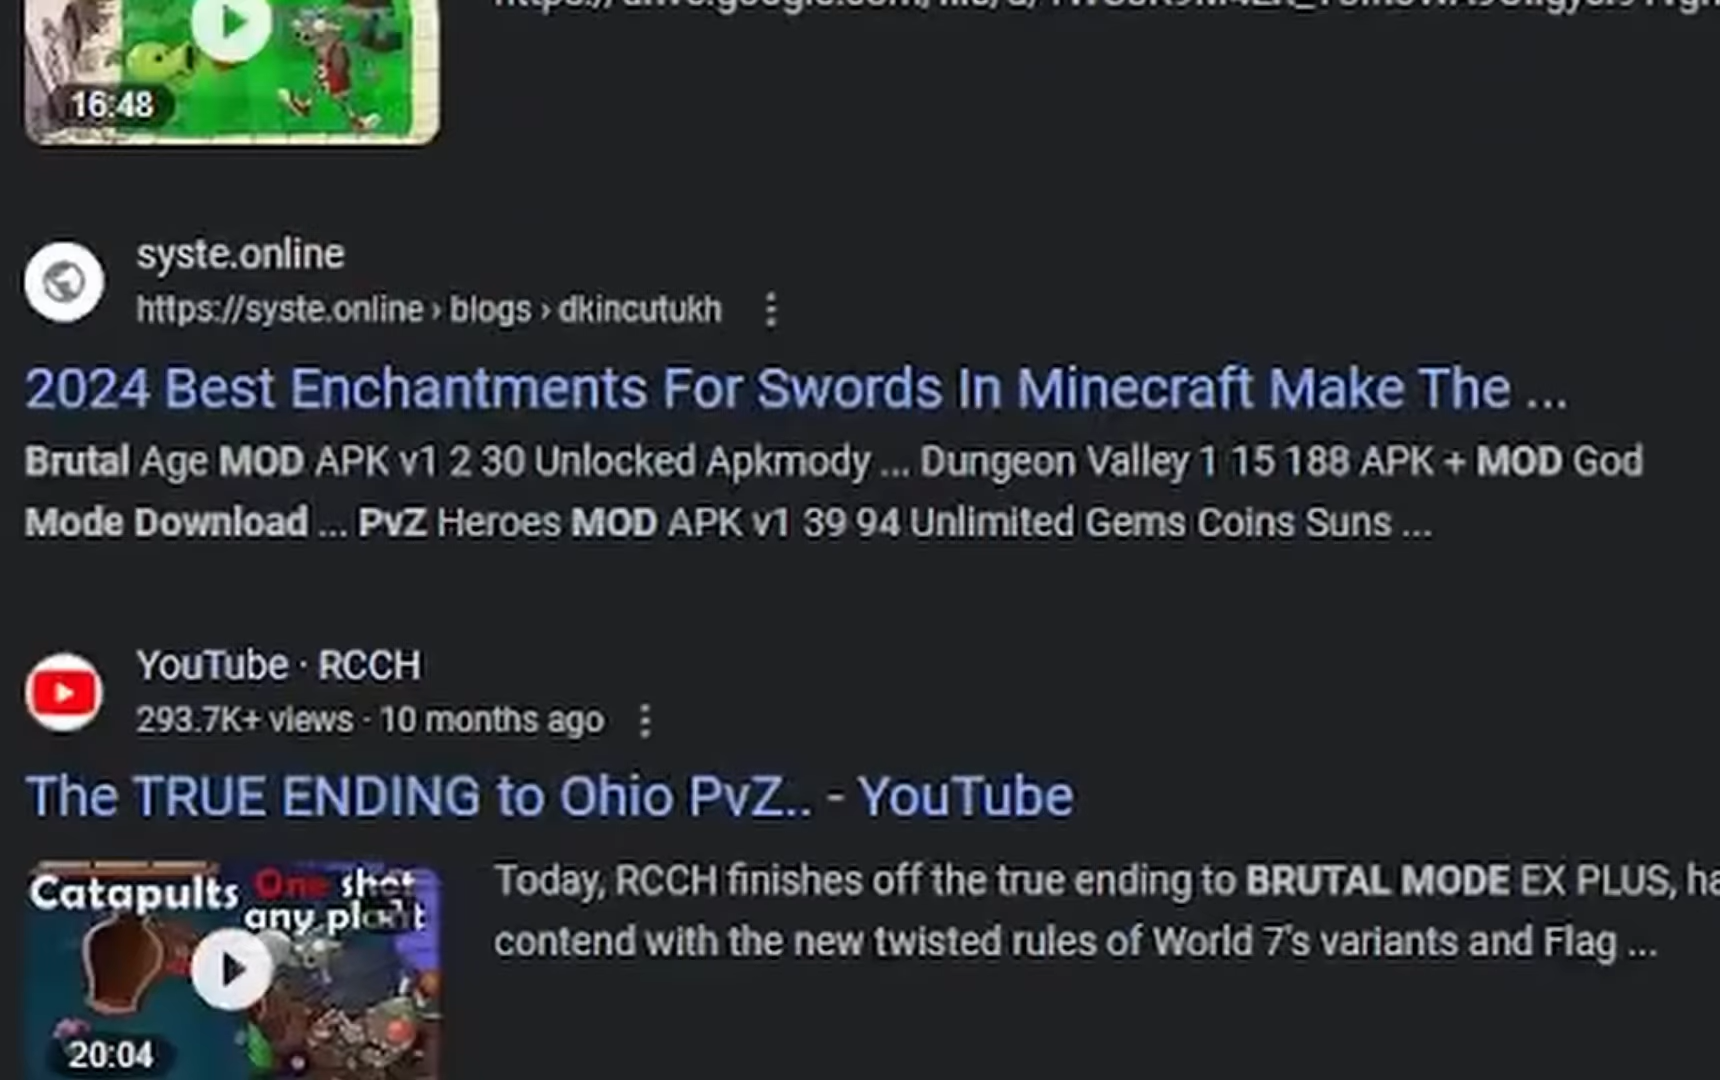 16:48
syste.online
https://syste.online › blogs › dkincutukh
2024 Best Enchantments For Swords In Minecraft Make The ...
Brutal Age MOD APK v1 2 30 Unlocked Apkmody ... Dungeon Valley 1 15 188 APK + MOD God
Mode Download ... PvZ Heroes MOD APK v1 39 94 Unlimited Gems Coins Suns ...
YouTube · RCCH
293.7K+ views · 10 months ago
The TRUE ENDING to Ohio PvZ.. - YouTube
Catapults One shot
any plant
Today, RCCH finishes off the true ending to BRUTAL MODE EX PLUS, ha
contend with the new twisted rules of World 7's variants and Flag ...
20:04